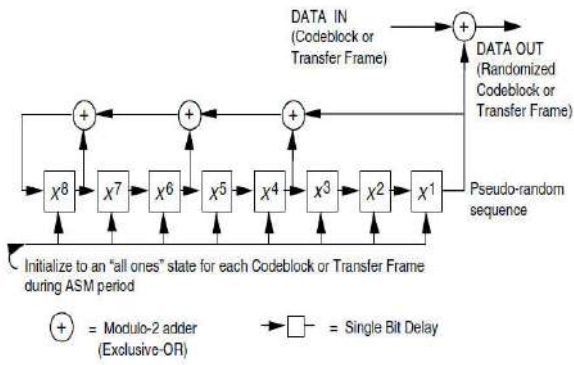 DATA IN
(Codeblock or
Transfer Frame)
+
DATA OUT
(Randomized
Codeblock or
Transfer Frame)
+ + +
X⁸ X⁷ X⁶ X⁵ X⁴ X³ X² X¹
Pseudo-random
sequence
Initialize to an "all ones" state for each Codeblock or Transfer Frame
during ASM period
+ = Modulo-2 adder
(Exclusive-OR)
= Single Bit Delay